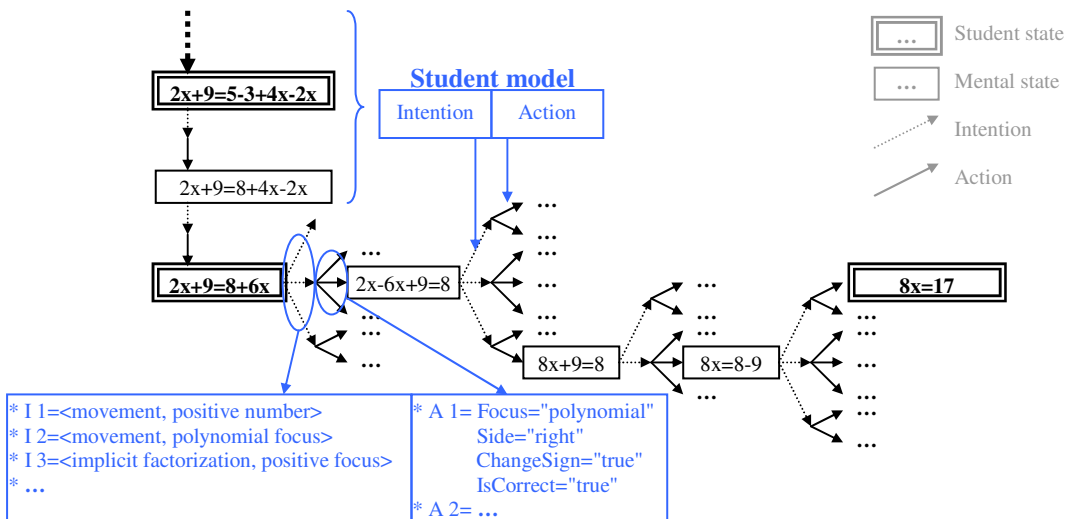 ... Student state
2x+9=5-3+4x-2x
Student model
Intention Action
... Mental state
Intention
Action
2x+9=8+4x-2x
...
...
...
...
2x+9=8+6x
2x-6x+9=8
...
...
...
8x=17
...
...
...
...
...
...
8x+9=8
...
8x=8-9
...
...
...
...
...
* I 1=<movement, positive number>
* I 2=<movement, polynomial focus>
* I 3=<implicit factorization, positive focus>
* ...
* A 1= Focus="polynomial"
Side="right"
ChangeSign="true"
IsCorrect="true"
* A 2= ...